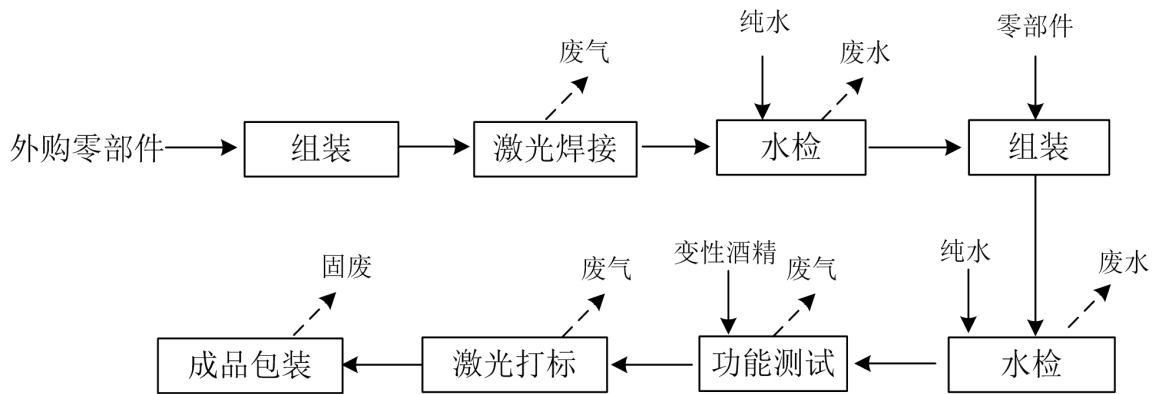 纯水
零部件
废气
废水
外购零部件
组装
激光焊接
水检
组装
变性酒精
纯水
固废
废气
废气
废水
成品包装
激光打标
功能测试
水检